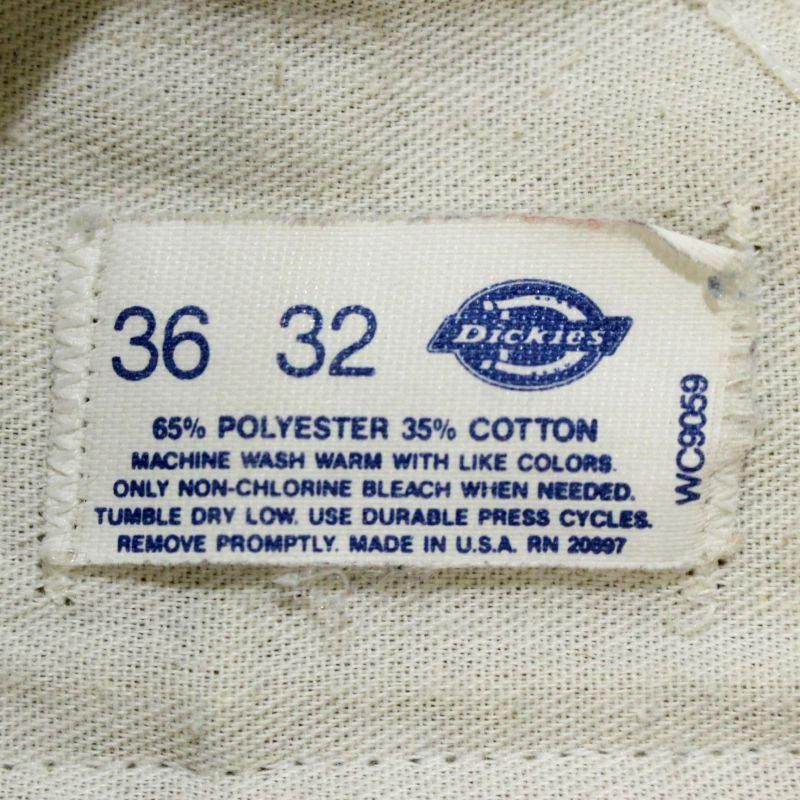 36 32 Dickies
65% POLYESTER 35% COTTON
MACHINE WASH WARM WITH LIKE COLORS.
ONLY NON-CHLORINE BLEACH WHEN NEEDED.
TUMBLE DRY LOW. USE DURABLE PRESS CYCLES.
REMOVE PROMPTLY. MADE IN U.S.A. RN 20697
WC9059